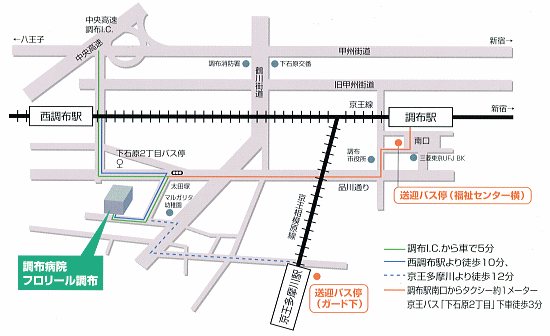 中央高速
調布I.C.
←八王子
新宿→
中央高速
甲州街道
調布消防署
下石原交番
鶴川街道
旧甲州街道
京王線
新宿→
西調布駅
調布駅
南口
下石原2丁目バス停
調布
市役所
三菱東京UFJ BK
太田塚
品川通り
マルガリタ
幼稚園
送迎バス停(福祉センター横)
京王相模原線
調布病院
フロリール調布
京王多摩川駅
送迎バス停
(ガード下)
調布I.C.から車で5分
西調布駅より徒歩10分、
京王多摩川より徒歩12分
調布駅南口からタクシー約1メーター
京王バス「下石原2丁目」下車徒歩3分